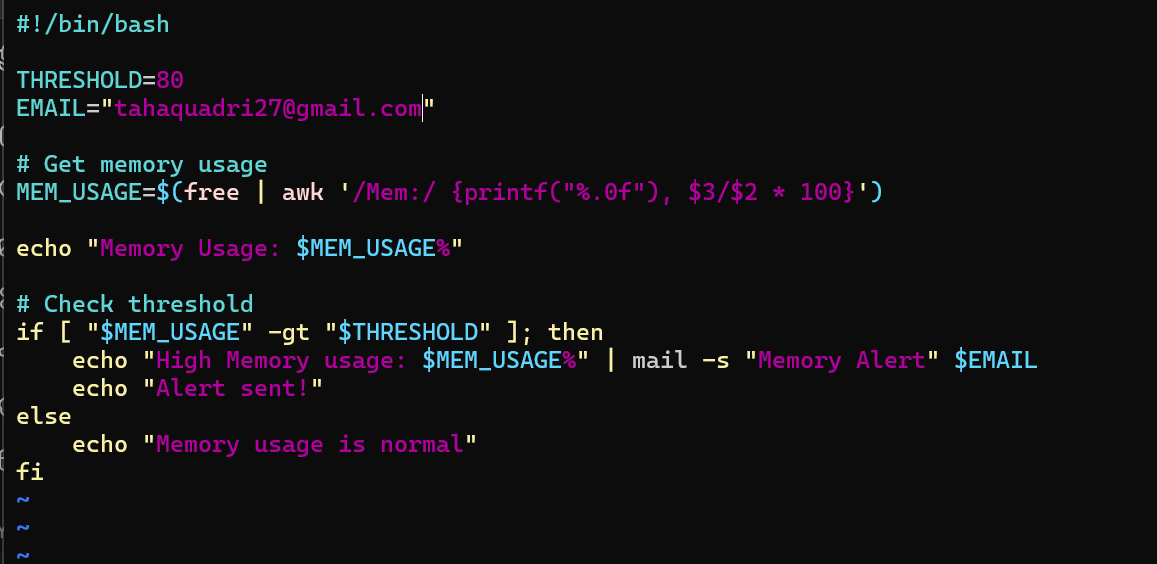 #!/bin/bash
THRESHOLD=80
EMAIL="tahaquadri27@gmail.com"
# Get memory usage
MEM_USAGE=$(free | awk '/Mem:/ {printf("%.0f"), $3/$2 * 100}')
echo "Memory Usage: $MEM_USAGE%"
# Check threshold
if [ "$MEM_USAGE" -gt "$THRESHOLD" ]; then
    echo "High Memory usage: $MEM_USAGE%" | mail -s "Memory Alert" $EMAIL
    echo "Alert sent!"
else
    echo "Memory usage is normal"
fi
~
~
~